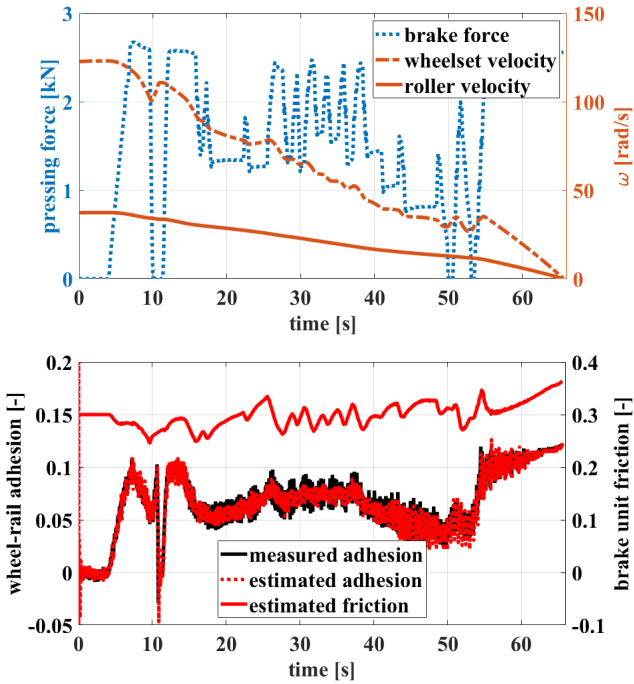 3
2
1
0
pressing force [kN]
brake force
wheelset velocity
roller velocity
150
100
50
0
ω [rad/s]
0 10 20 30 40 50 60
time [s]
0.2
0.15
0.1
0.05
0
-0.05
wheel-rail adhesion [-]
measured adhesion
estimated adhesion
estimated friction
0.4
0.3
0.2
0.1
0
-0.1
brake unit friction [-]
0 10 20 30 40 50 60
time [s]